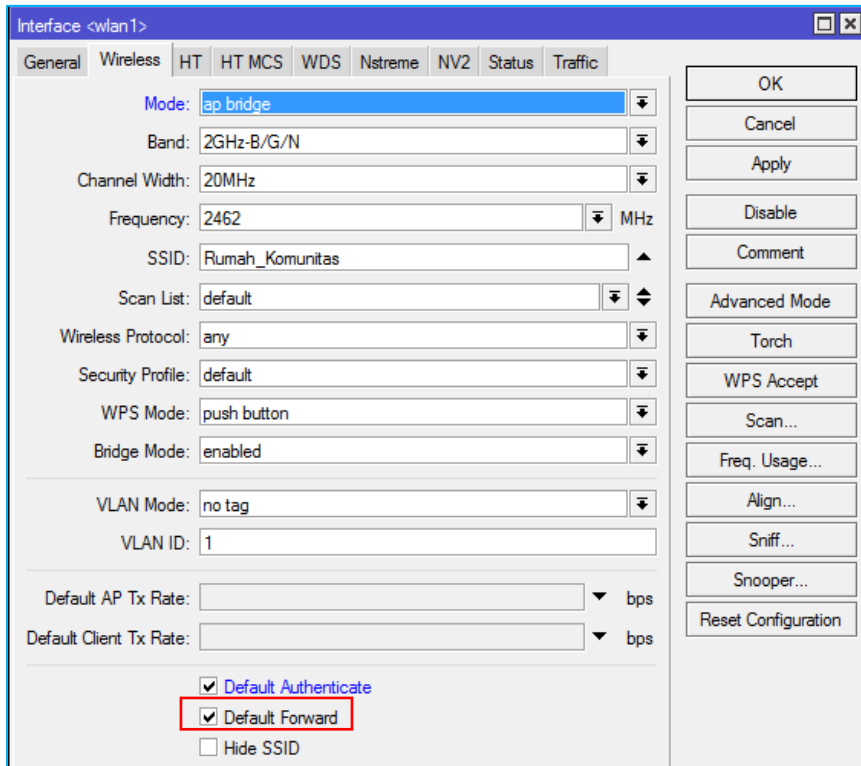 Interface <wlan1>
General Wireless HT HT MCS WDS Nstreme NV2 Status Traffic
Mode: ap bridge
Band: 2GHz-B/G/N
Channel Width: 20MHz
Frequency: 2462 MHz
SSID: Rumah_Komunitas
Scan List: default
Wireless Protocol: any
Security Profile: default
WPS Mode: push button
Bridge Mode: enabled
VLAN Mode: no tag
VLAN ID: 1
Default AP Tx Rate: bps
Default Client Tx Rate: bps
Default Authenticate
Default Forward
Hide SSID
OK
Cancel
Apply
Disable
Comment
Advanced Mode
Torch
WPS Accept
Scan...
Freq. Usage...
Align...
Sniff...
Snooper...
Reset Configuration